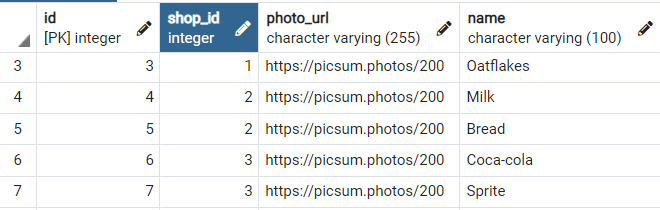 id shop_id photo_url name
[PK] integer integer character varying (255) character varying (100)
3 3 1 https://picsum.photos/200 Oatflakes
4 4 2 https://picsum.photos/200 Milk
5 5 2 https://picsum.photos/200 Bread
6 6 3 https://picsum.photos/200 Coca-cola
7 7 3 https://picsum.photos/200 Sprite